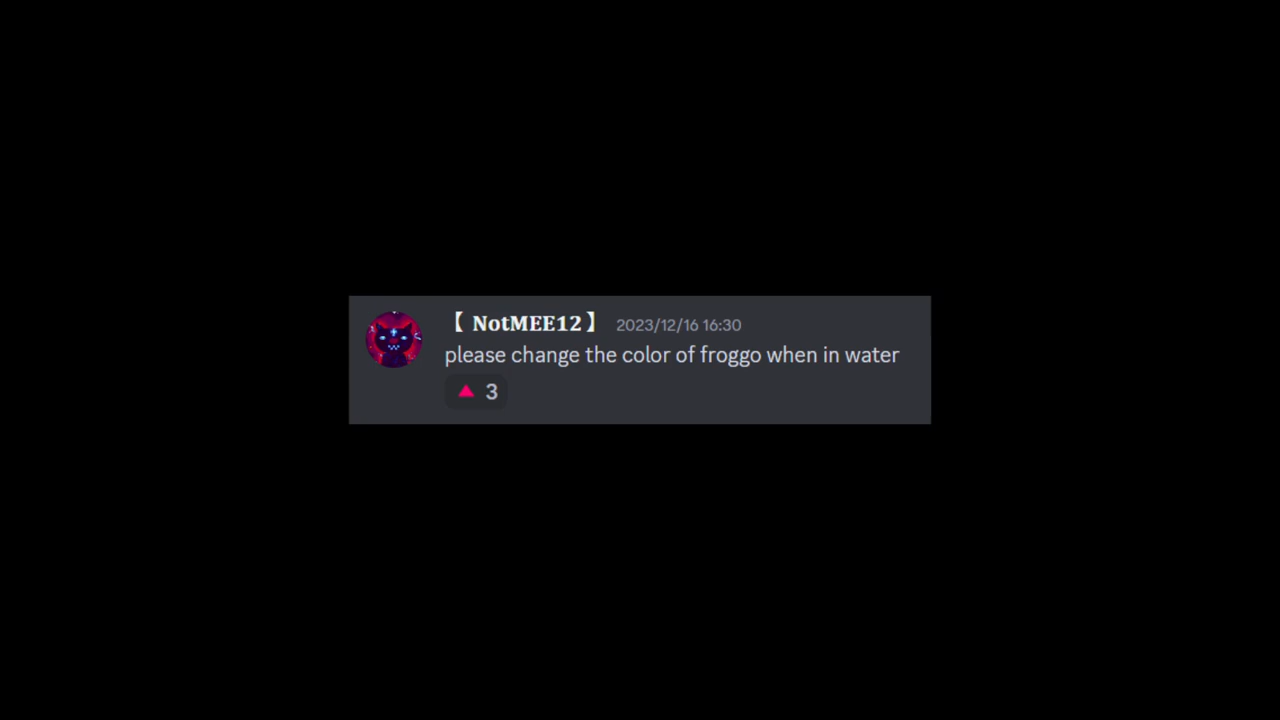 【 NotMEE12 】 2023/12/16 16:30
please change the color of froggo when in water
3